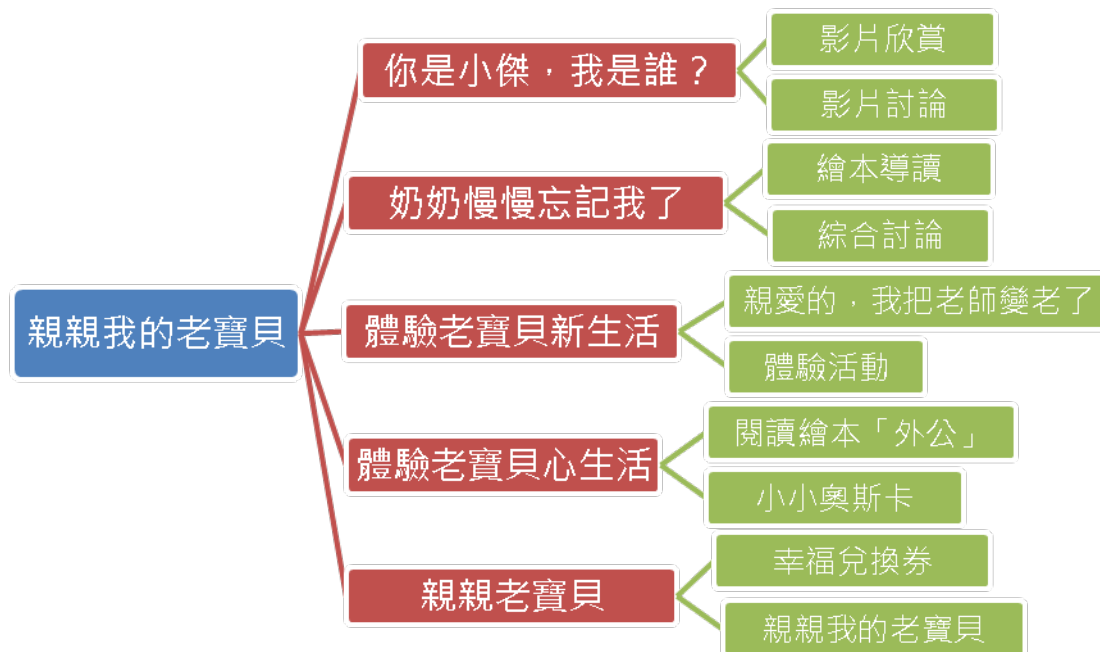 親親我的老寶貝
你是小傑，我是誰？
影片欣賞
影片討論
奶奶慢慢忘記我了
繪本導讀
綜合討論
體驗老寶貝新生活
親愛的，我把老師變老了
體驗活動
體驗老寶貝心生活
閱讀繪本「外公」
小小奧斯卡
親親老寶貝
幸福兌換券
親親我的老寶貝